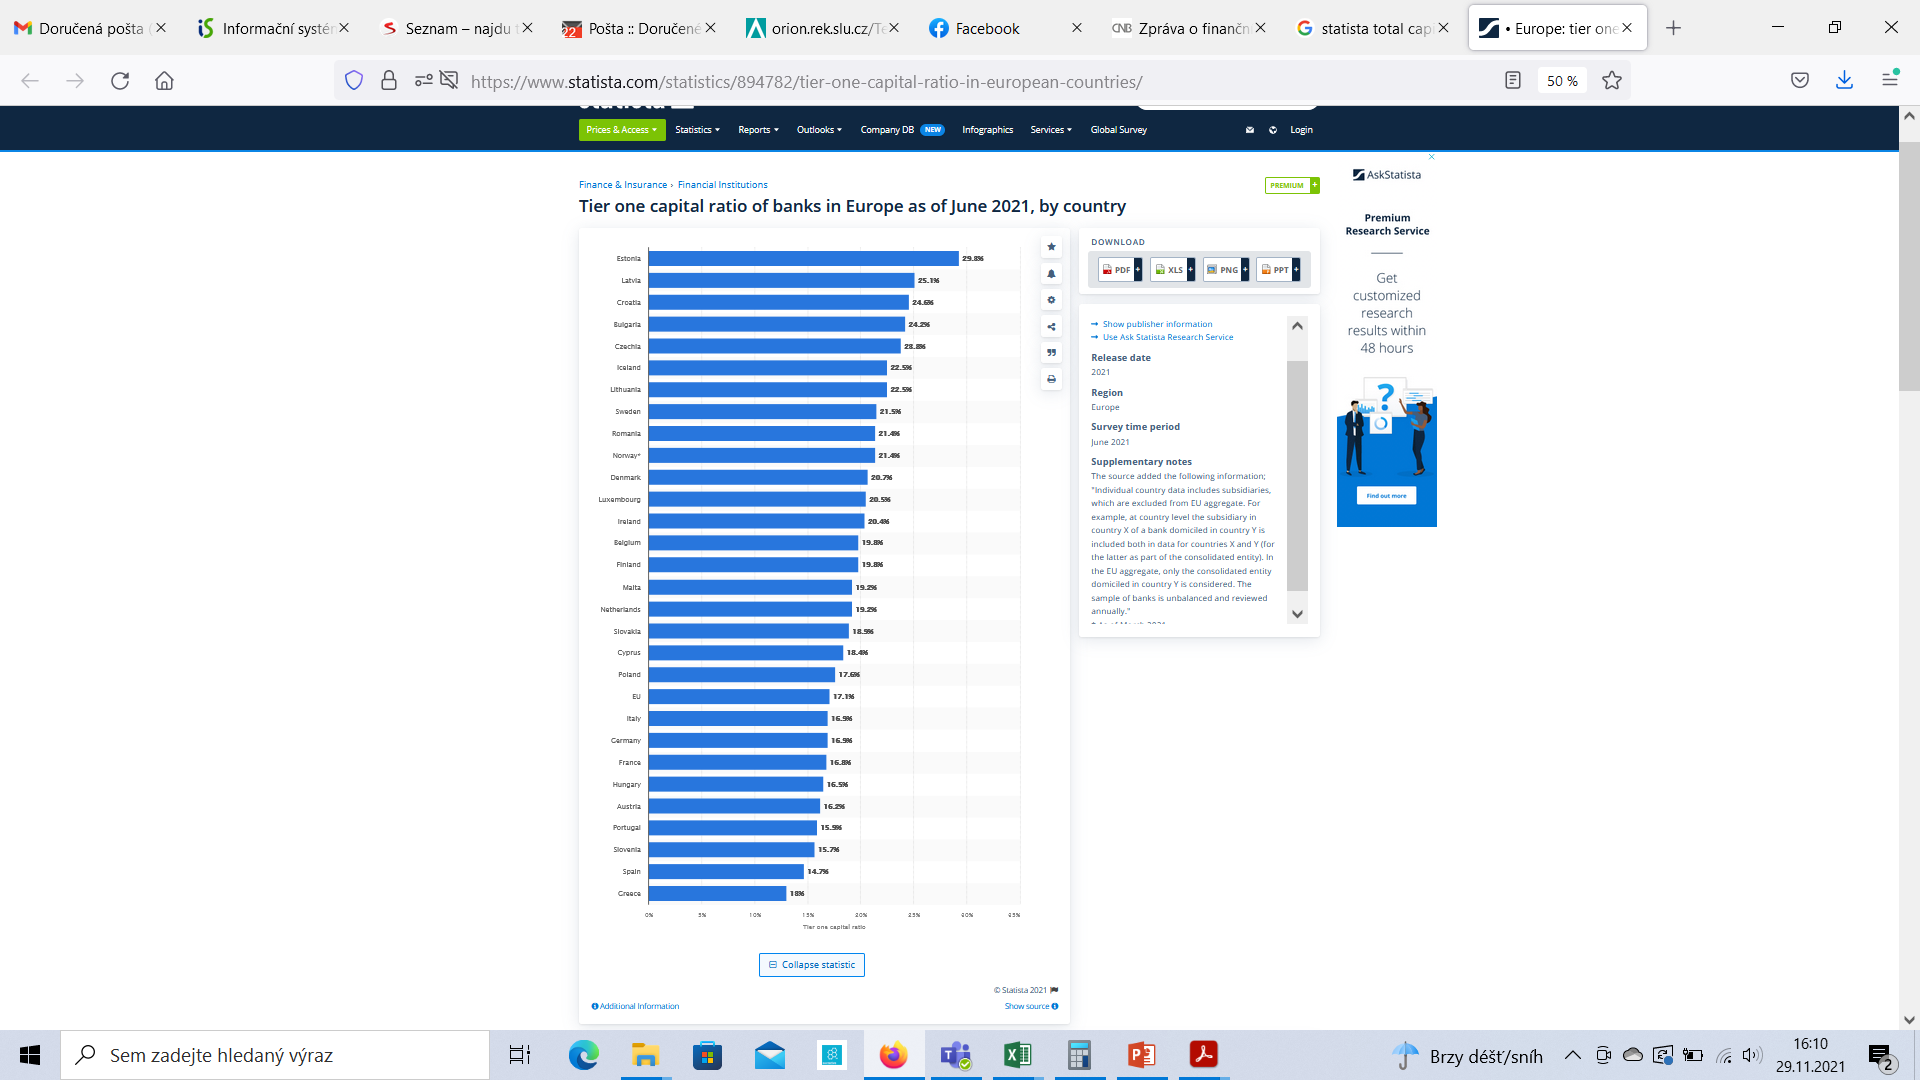 Doručená pošta (
Informační systém
Seznam – najdu t
22
Pošta :: Doručené
orion.rek.slu.cz/Te
Facebook
CNB
Zpráva o finančn
statista total capi
• Europe: tier one
https://www.statista.com/statistics/894782/tier-one-capital-ratio-in-european-countries/
50 %
Prices & Access
Statistics
Reports
Outlooks
Company DB NEW
Infographics
Services
Global Survey
Login
Finance & Insurance › Financial Institutions
PREMIUM +
Tier one capital ratio of banks in Europe as of June 2021, by country
Estonia 29.8%
Latvia 25.1%
Croatia 24.6%
Bulgaria 24.2%
Czechia
Iceland 22.5%
Lithuania 22.5%
Sweden 21.5%
Romania 21.4%
Norway* 21.4%
Denmark 20.7%
Luxembourg 20.5%
Ireland 20.4%
Belgium 19.8%
Finland 19.8%
Malta 19.2%
Netherlands 19.2%
Slovakia 18.9%
Cyprus 18.4%
Poland 17.6%
EU 17.1%
Italy 16.9%
Germany 16.9%
France 16.8%
Hungary 16.5%
Austria 16.2%
Portugal 15.9%
Slovenia 15.7%
Spain 14.7%
Greece
0% 5% 10% 15% 20% 25%
Tier one capital ratio
Collapse statistic
© Statista 2021
Additional Information
Show source
DOWNLOAD
PDF +
XLS +
PNG +
PPT +
Show publisher information
Use Ask Statista Research Service
Release date
2021
Region
Europe
Survey time period
June 2021
Supplementary notes
The source added the following information;
"Individual country data includes subsidiaries,
which are excluded from EU aggregate. For
example, at country level the subsidiary in
country X of a bank domiciled in country Y is
included both in data for countries X and Y (for
the latter as part of the consolidated entity). In
the EU aggregate, only the consolidated entity
domiciled in country Y is considered. The
sample of banks is unbalanced and reviewed
annually."
AskStatista
Premium
Research Service
Get
customized
research
results within
48 hours
?
Find out more
Sem zadejte hledaný výraz
Brzy déšť/sníh
16:10
29.11.2021
2